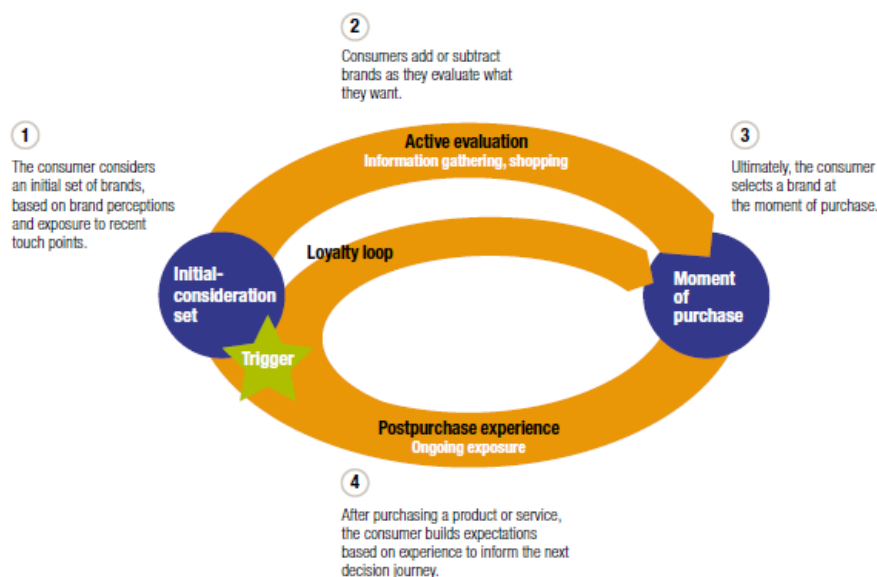 2
Consumers add or subtract
brands as they evaluate what
they want.
1
The consumer considers
an initial set of brands,
based on brand perceptions
and exposure to recent
touch points.
Active evaluation
Information gathering, shopping
3
Ultimately, the consumer
selects a brand at
the moment of purchase.
Loyalty loop
Initial-
consideration
set
Moment
of
purchase
Trigger
Postpurchase experience
Ongoing exposure
4
After purchasing a product or service,
the consumer builds expectations
based on experience to inform the next
decision journey.